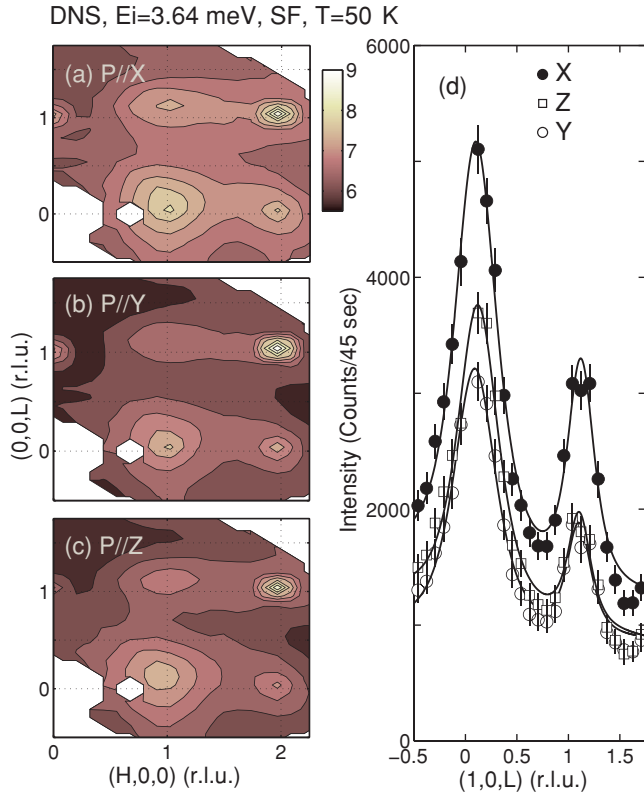 DNS, Ei=3.64 meV, SF, T=50 K
(a) P//X
1
0
9
8
7
6
(b) P//Y
1
0
(0,0,L) (r.l.u.)
(c) P//Z
1
0
0
1
2
(H,0,0) (r.l.u.)
6000
4000
2000
0
Intensity (Counts/45 sec)
(d)
X
Z
Y
−0.5
0
0.5
1
1.5
(1,0,L) (r.l.u.)